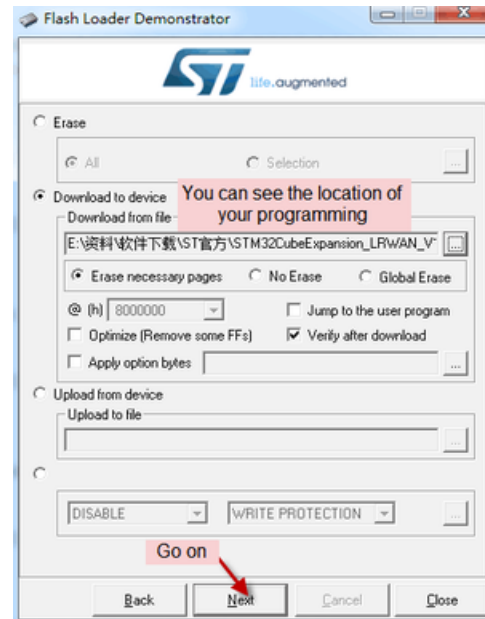 Flash Loader Demonstrator
ST life.augmented
Erase
All
Selection
...
Download to device
You can see the location of
your programming
Download from file
E:\资料\软件下载\ST官方\STM32CubeExpansion_LRWAN_V
...
Erase necessary pages
No Erase
Global Erase
@ (h) 8000000
Jump to the user program
Optimize (Remove some FFs)
Verify after download
Apply option bytes
...
Upload from device
Upload to file
...
DISABLE
WRITE PROTECTION
...
Go on
Back
Next
Cancel
Close